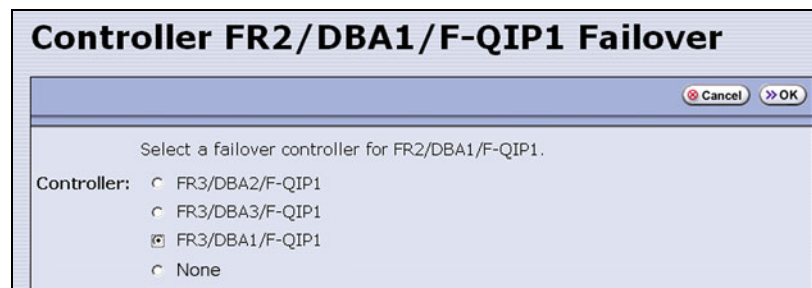 Controller FR2/DBA1/F-QIP1 Failover
Cancel OK
Select a failover controller for FR2/DBA1/F-QIP1.
Controller: FR3/DBA2/F-QIP1
FR3/DBA3/F-QIP1
FR3/DBA1/F-QIP1
None